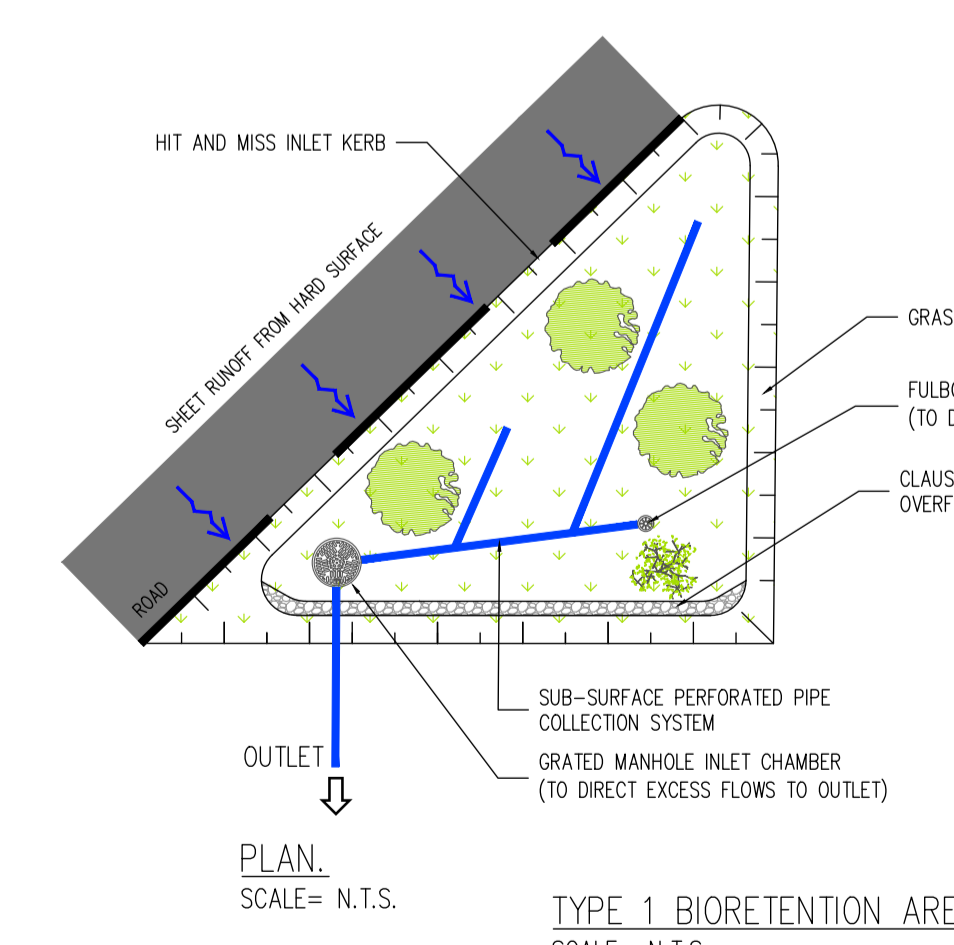 HIT AND MISS INLET KERB
SHEET RUNOFF FROM HARD SURFACE
ROAD
GRAS
FULBO
(TO D
CLAUS
OVERF
SUB-SURFACE PERFORATED PIPE
COLLECTION SYSTEM
GRATED MANHOLE INLET CHAMBER
(TO DIRECT EXCESS FLOWS TO OUTLET)
OUTLET
PLAN.
SCALE= N.T.S.
TYPE 1 BIORETENTION ARE
SCALE= N.T.S.